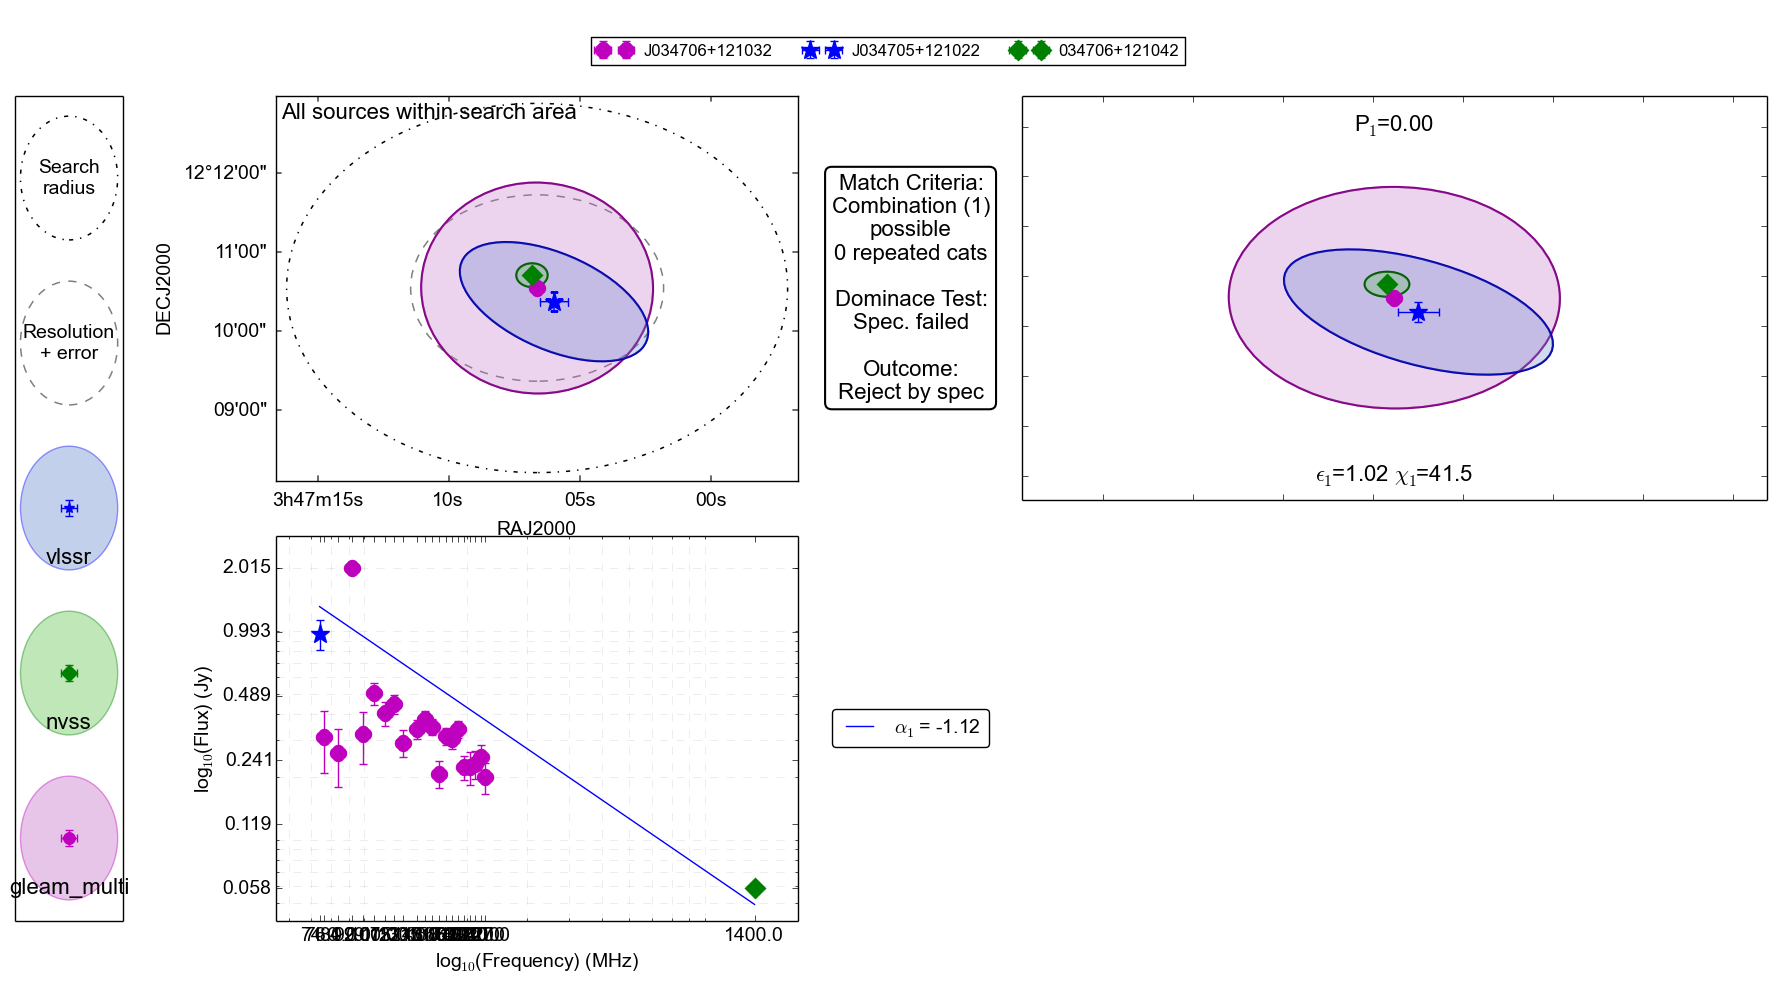 J034706+121032 J034705+121022 034706+121042
Search
radius
Resolution
+ error
vlssr
nvss
gleam_multi
All sources within search area
12°12'00"
11'00"
10'00"
09'00"
DECJ2000
3h47m15s 10s 05s 00s
RAJ2000
Match Criteria:
Combination (1)
possible
0 repeated cats
Dominace Test:
Spec. failed
Outcome:
Reject by spec
P1=0.00
ϵ1=1.02 χ1=41.5
2.015
0.993
0.489
0.241
0.119
0.058
log10(Flux) (Jy)
1400.0
log10(Frequency) (MHz)
α1 = -1.12